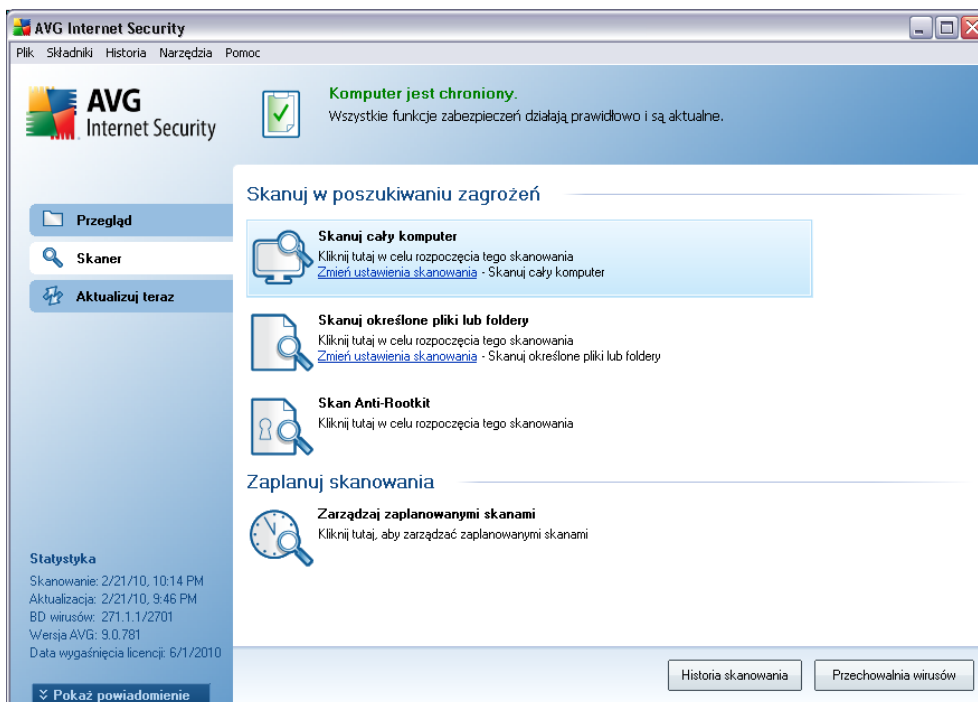 AVG Internet Security
Plik Składniki Historia Narzędzia Pomoc
AVG
Internet Security
Komputer jest chroniony.
Wszystkie funkcje zabezpieczeń działają prawidłowo i są aktualne.
Przegląd
Skaner
Aktualizuj teraz
Skanuj w poszukiwaniu zagrożeń
Skanuj cały komputer
Kliknij tutaj w celu rozpoczęcia tego skanowania
Zmień ustawienia skanowania - Skanuj cały komputer
Skanuj określone pliki lub foldery
Kliknij tutaj w celu rozpoczęcia tego skanowania
Zmień ustawienia skanowania - Skanuj określone pliki lub foldery
Skan Anti-Rootkit
Kliknij tutaj w celu rozpoczęcia tego skanowania
Zaplanuj skanowania
Zarządzaj zaplanowanymi skanami
Kliknij tutaj, aby zarządzać zaplanowanymi skanami
Statystyka
Skanowanie: 2/21/10, 10:14 PM
Aktualizacja: 2/21/10, 9:46 PM
BD wirusów: 271.1.1/2701
Wersja AVG: 9.0.781
Data wygaśnięcia licencji: 6/1/2010
Pokaż powiadomienie
Historia skanowania
Przechowalnia wirusów